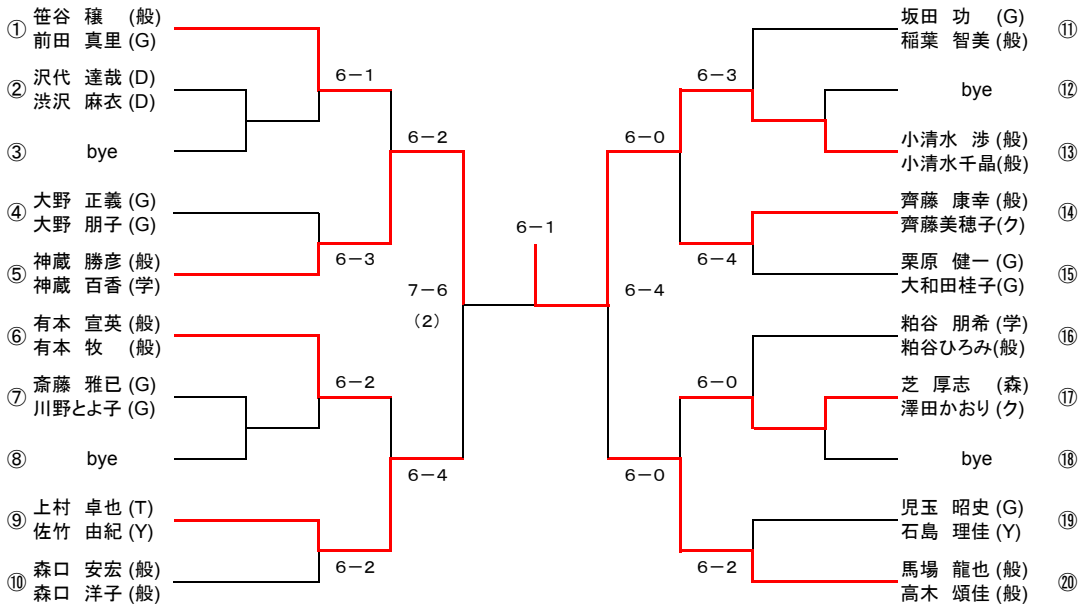 ① 笹谷 穣 (般)
前田 真里 (G)
② 沢代 達哉 (D)
渋沢 麻衣 (D)
③ bye
④ 大野 正義 (G)
大野 朋子 (G)
⑤ 神蔵 勝彦 (般)
神蔵 百香 (学)
⑥ 有本 宣英 (般)
有本 牧 (般)
⑦ 斎藤 雅已 (G)
川野とよ子 (G)
⑧ bye
⑨ 上村 卓也 (T)
佐竹 由紀 (Y)
⑩ 森口 安宏 (般)
森口 洋子 (般)
6-1
6-3
6-2
6-2
6-2
6-4
7-6
(2)
6-1
6-4
6-0
6-0
6-3
6-4
6-0
6-2
坂田 功 (G)
稲葉 智美 (般) ⑪
bye ⑫
小清水 渉 (般)
小清水千晶(般) ⑬
齊藤 康幸 (般)
齊藤美穂子(ク) ⑭
栗原 健一 (G)
大和田桂子(G) ⑮
粕谷 朋希 (学)
粕谷ひろみ(般) ⑯
芝 厚志 (森)
澤田かおり(ク) ⑰
bye ⑱
児玉 昭史 (G)
石島 理佳 (Y) ⑲
馬場 龍也 (般)
高木 頌佳 (般) ⑳